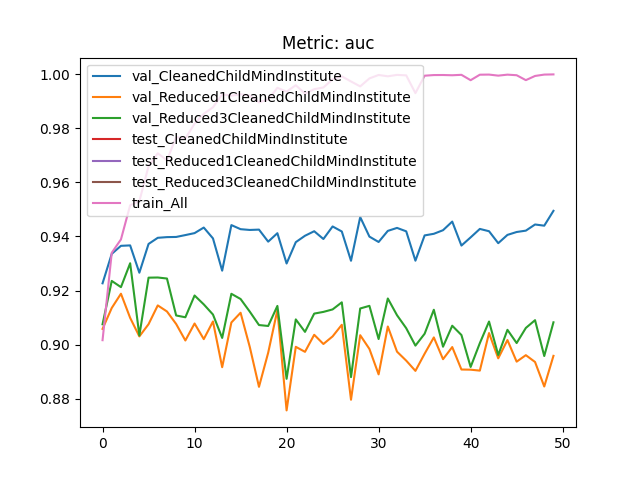 Metric: auc
val_CleanedChildMindInstitute
val_Reduced1CleanedChildMindInstitute
val_Reduced3CleanedChildMindInstitute
test_CleanedChildMindInstitute
test_Reduced1CleanedChildMindInstitute
test_Reduced3CleanedChildMindInstitute
train_All
1.00
0.98
0.96
0.94
0.92
0.90
0.88
0 10 20 30 40 50